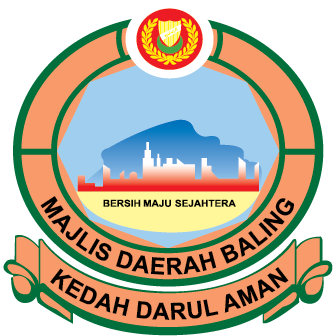 BERSIH MAJU SEJAHTERA
MAJLIS DAERAH BALING
KEDAH DARUL AMAN